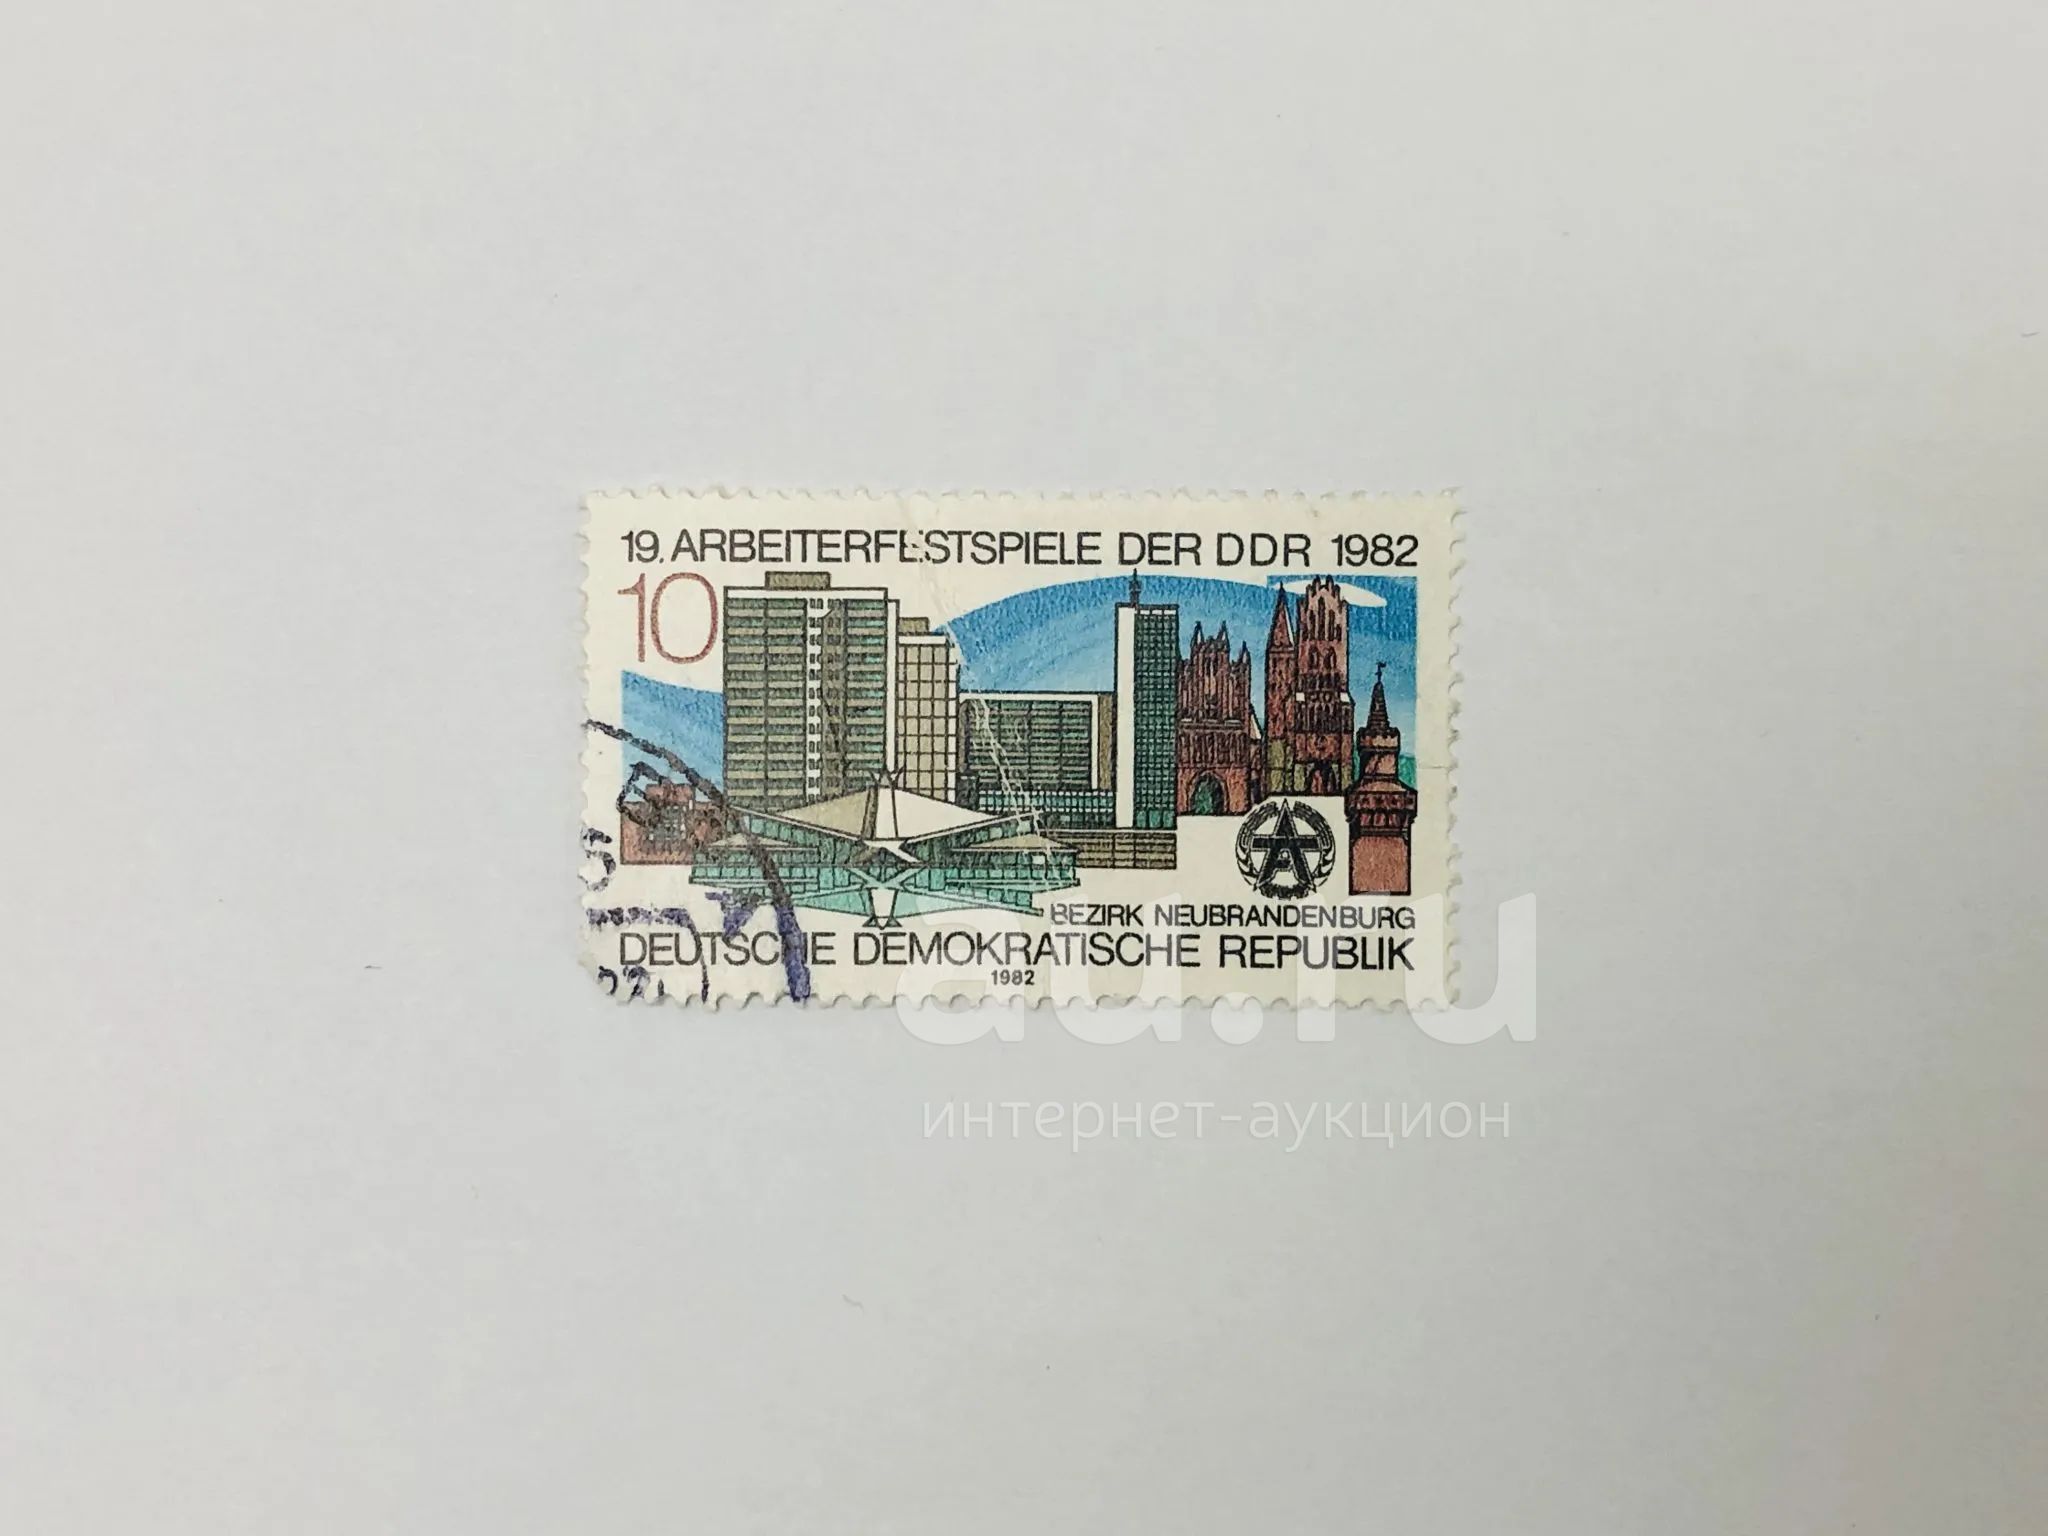 19. ARBEITERFESTSPIELE DER DDR 1982
10
BEZIRK NEUBRANDENBURG
DEUTSCHE DEMOKRATISCHE REPUBLIK
1982
au.ru
интернет-аукцион